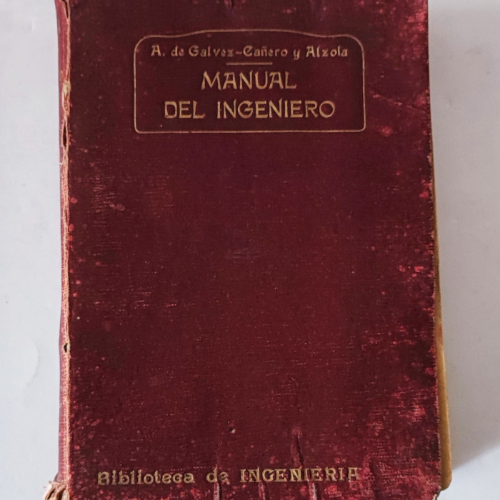 A. de Galvez-Cañero y Alzola
MANUAL
DEL INGENIERO
Biblioteca de INGENIERIA